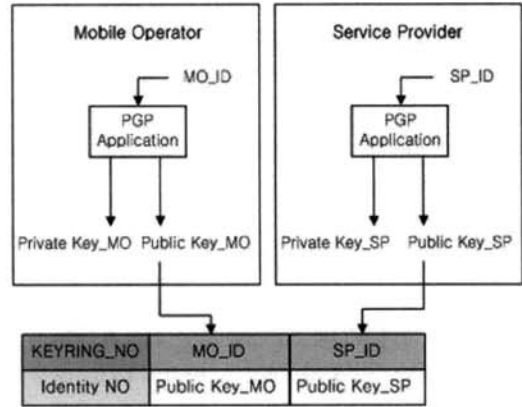 Mobile Operator
MO_ID
PGP
Application
Private Key_MO Public Key_MO
Service Provider
SP_ID
PGP
Application
Private Key_SP Public Key_SP
KEYRING_NO MO_ID SP_ID
Identity NO Public Key_MO Public Key_SP